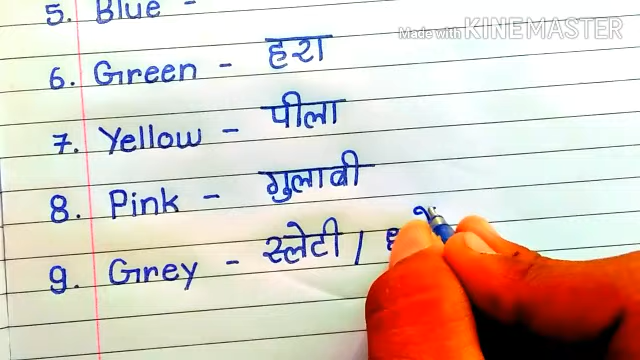 Made with KINEMASTER
5. Blue -
6. Green - हरा
7. Yellow - पीला
8. Pink - गुलाबी
9. Grey - स्लेटी /